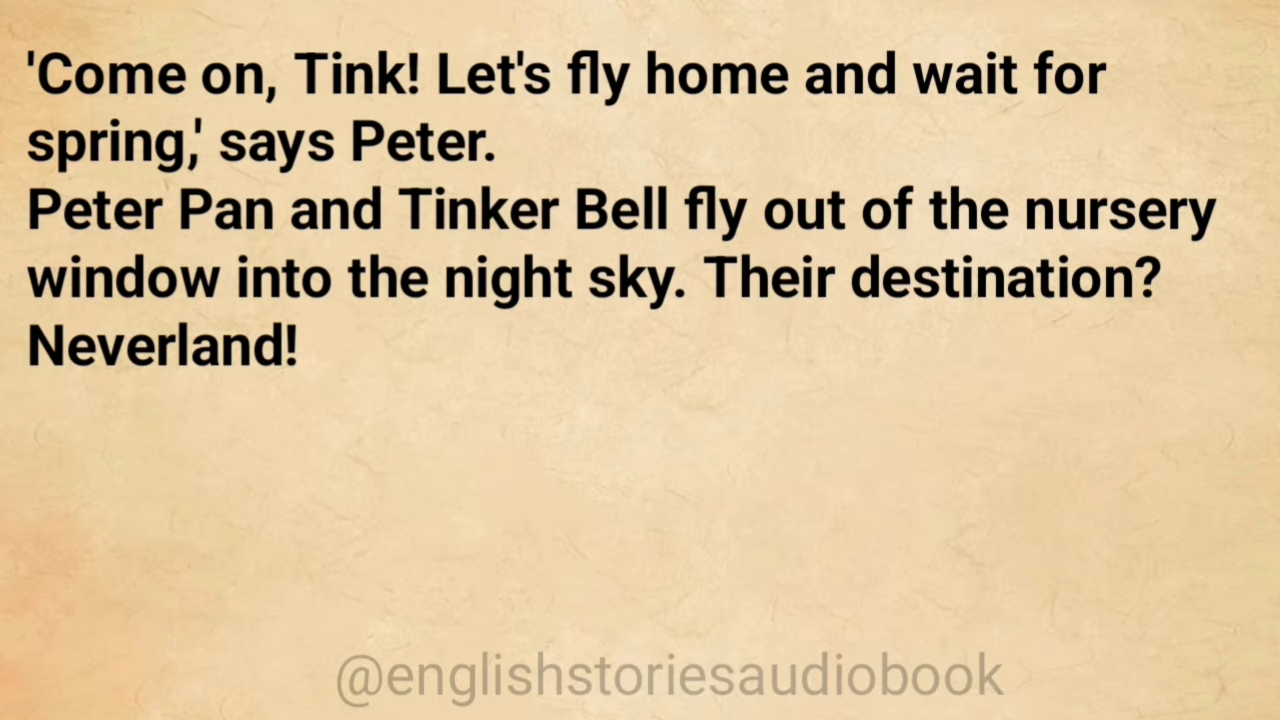 'Come on, Tink! Let's fly home and wait for
spring,' says Peter.
Peter Pan and Tinker Bell fly out of the nursery
window into the night sky. Their destination?
Neverland!
@englishstoriesaudiobook